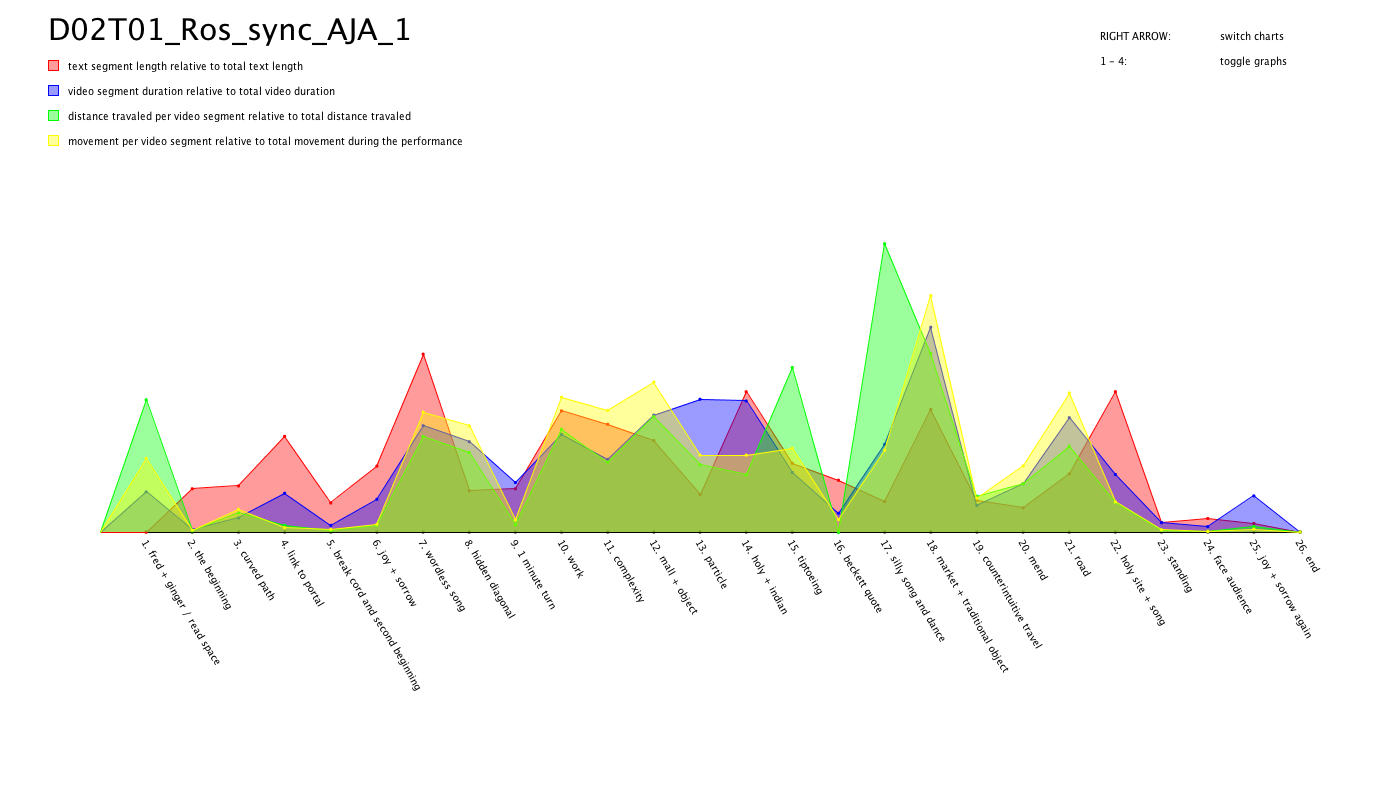 D02T01_Ros_sync_AJA_1
RIGHT ARROW: switch charts
1 - 4: toggle graphs
text segment length relative to total text length
video segment duration relative to total video duration
distance travaled per video segment relative to total distance travaled
movement per video segment relative to total movement during the performance
1. fred + ginger / read space
2. the beginning
3. curved path
4. link to portal
5. break cord and second beginning
6. joy + sorrow
7. wordless song
8. hidden diagonal
9. 1 minute turn
10. work
11. complexity
12. mall + object
13. particle
14. holy + indian
15. tiptoeing
16. beckett quote
17. silly song and dance
18. market + traditional object
19. counterintuitive travel
20. mend
21. road
22. holy site + song
23. standing
24. face audience
25. joy + sorrow again
26. end